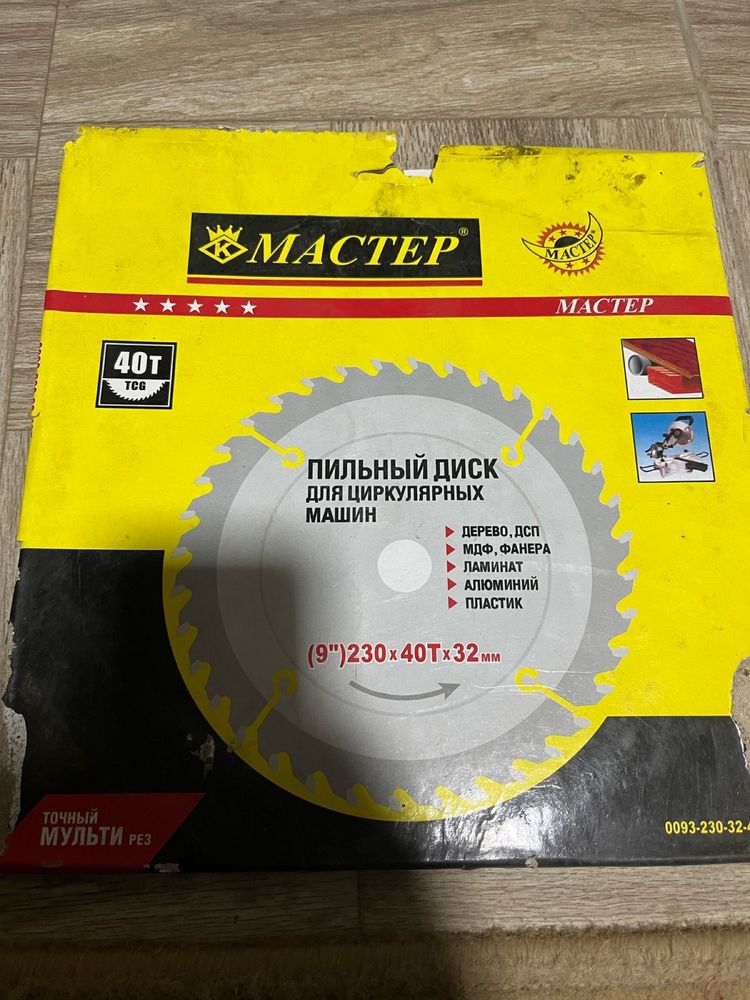 K МАСТЕР®
МАСТЕР®
МАСТЕР
40T
TCG
ПИЛЬНЫЙ ДИСК
ДЛЯ ЦИРКУЛЯРНЫХ
МАШИН
ДЕРЕВО, ДСП
МДФ, ФАНЕРА
ЛАМИНАТ
АЛЮМИНИЙ
ПЛАСТИК
(9") 230 x 40T x 32 мм
ТОЧНЫЙ
МУЛЬТИ РЕЗ
0093-230-32-4